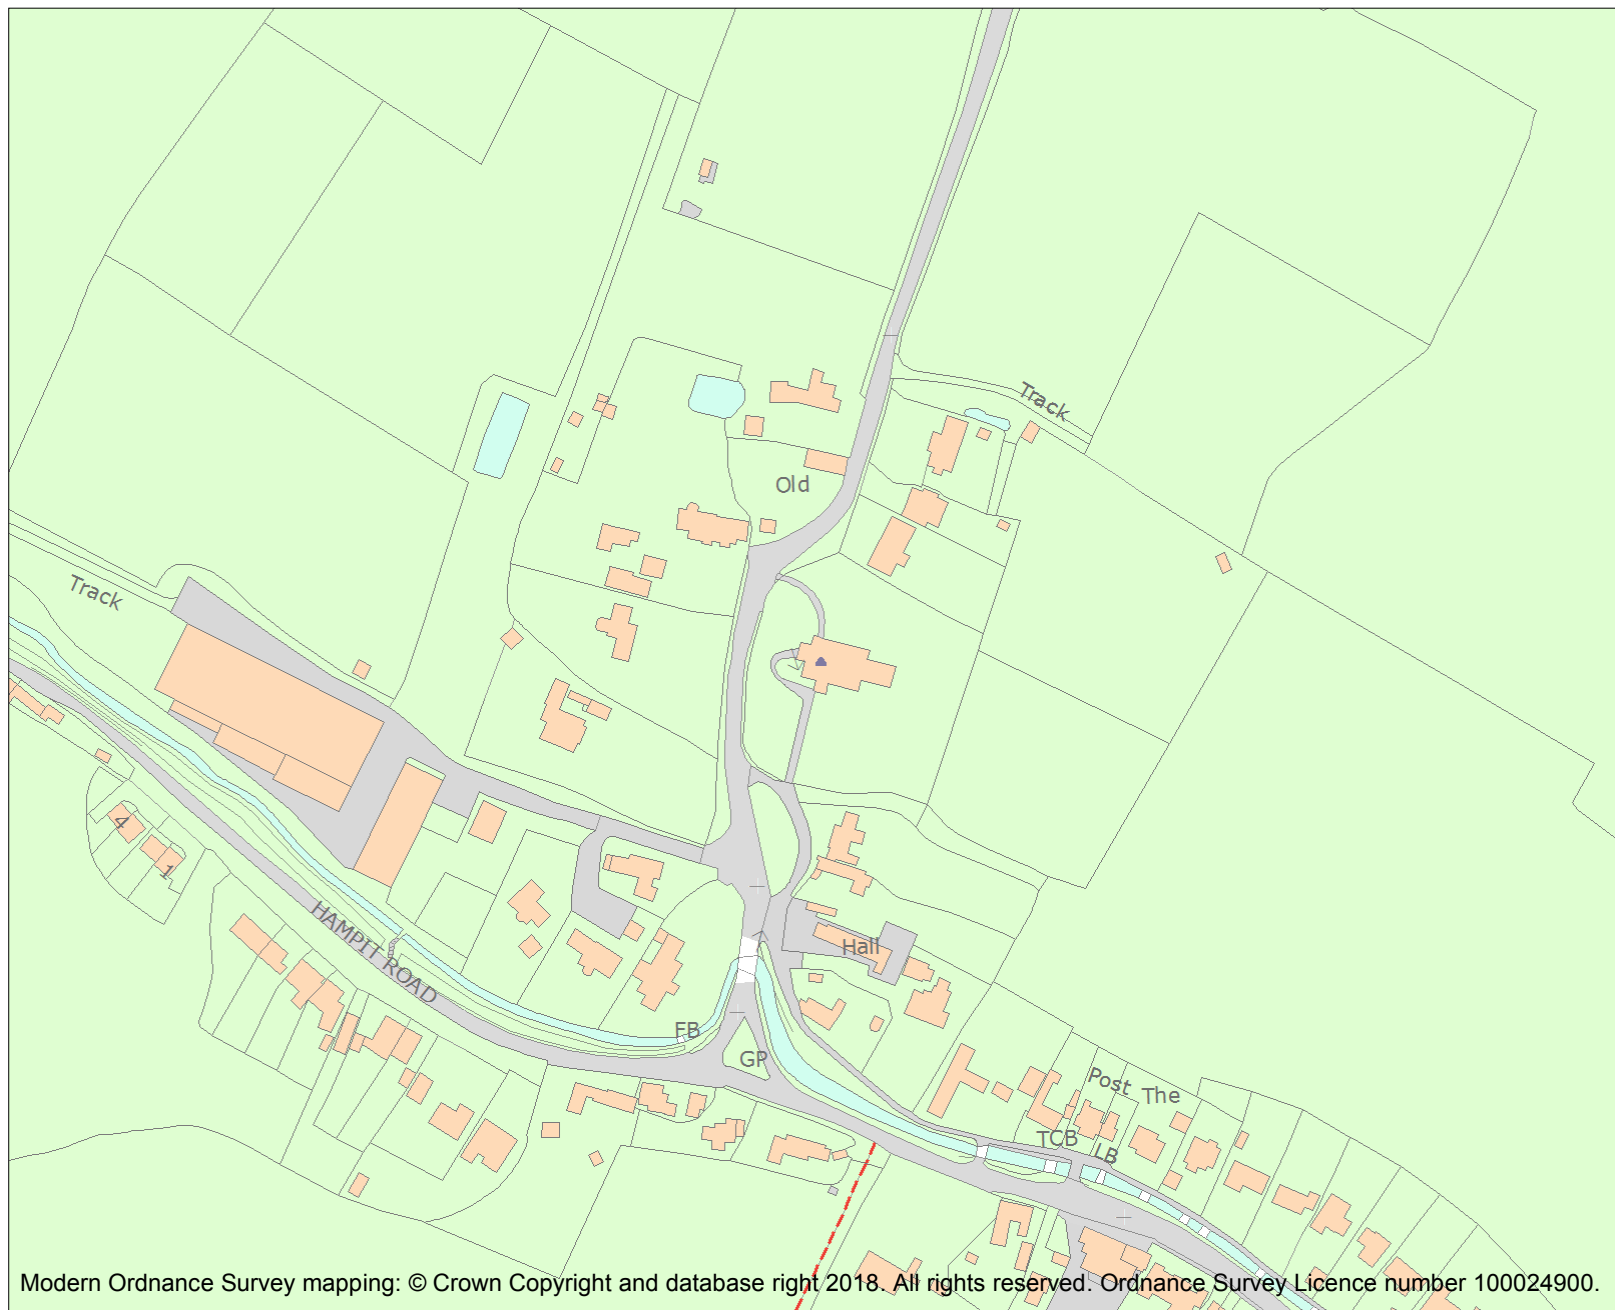 Track
Old
Track
4
1
HAMPIT ROAD
Hall
FB
GP
Post The
TCB
LB
Modern Ordnance Survey mapping: © Crown Copyright and database right 2018. All rights reserved. Ordnance Survey Licence number 100024900.